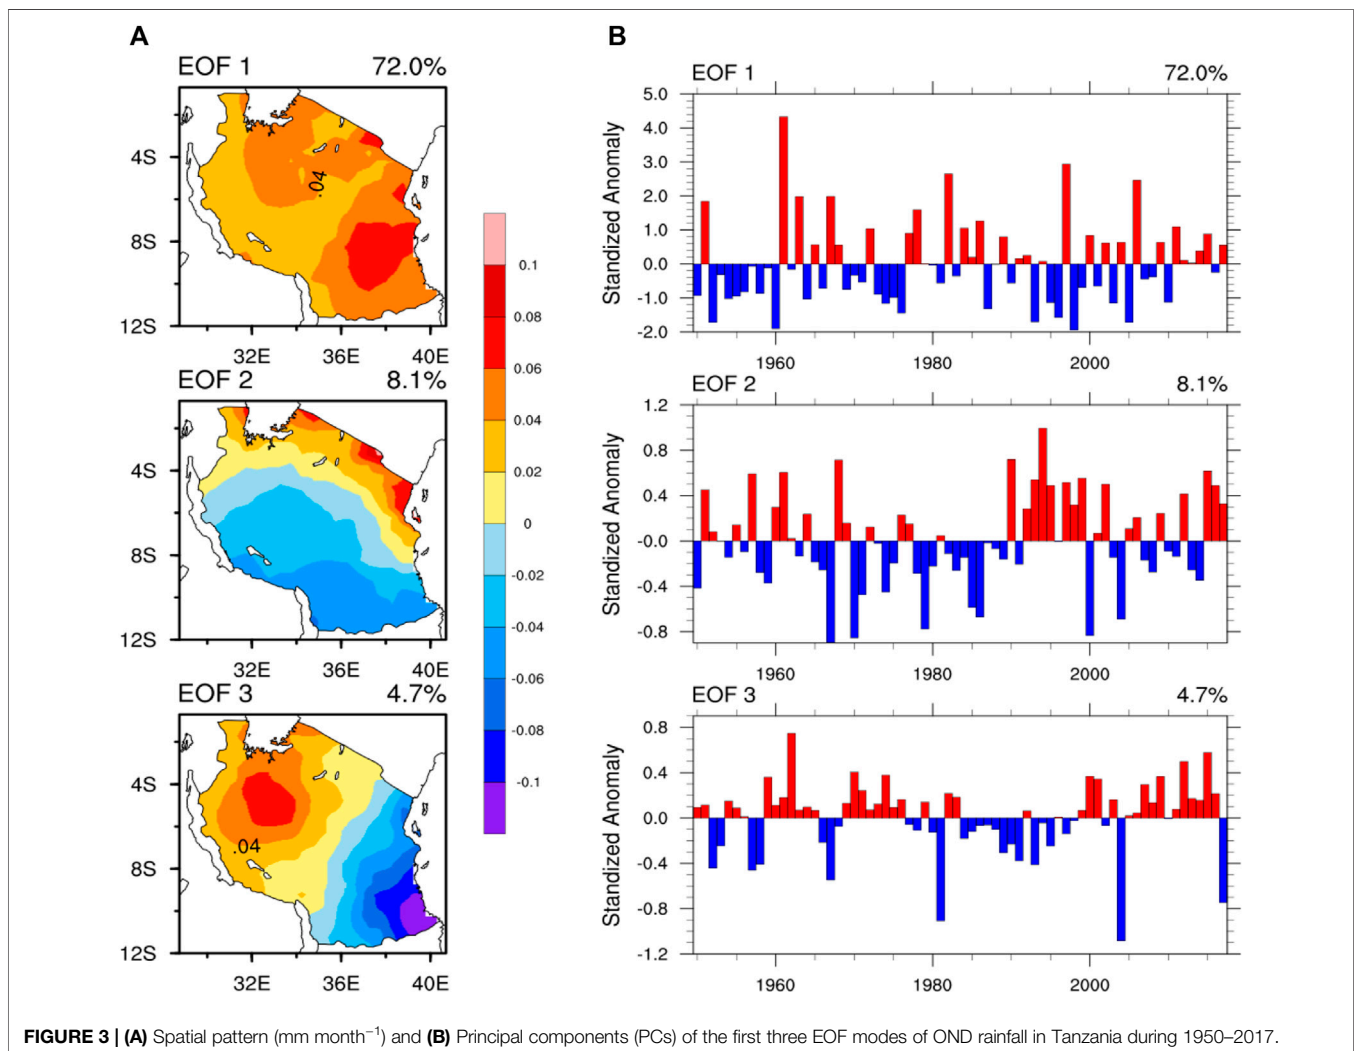 A
B
EOF 1 72.0%
4S
8S
12S
32E 36E 40E
.04
EOF 2 8.1%
4S
8S
12S
32E 36E 40E
EOF 3 4.7%
4S
8S
12S
32E 36E 40E
.04
0.1
0.08
0.06
0.04
0.02
0
-0.02
-0.04
-0.06
-0.08
-0.1
EOF 1 72.0%
Standized Anomaly
5.0
4.0
3.0
2.0
1.0
0.0
-1.0
-2.0
1960 1980 2000
EOF 2 8.1%
Standized Anomaly
1.2
0.8
0.4
-0.0
-0.4
-0.8
1960 1980 2000
EOF 3 4.7%
Standized Anomaly
0.8
0.4
0.0
-0.4
-0.8
-1.2
1960 1980 2000
FIGURE 3 | (A) Spatial pattern (mm month⁻¹) and (B) Principal components (PCs) of the first three EOF modes of OND rainfall in Tanzania during 1950–2017.